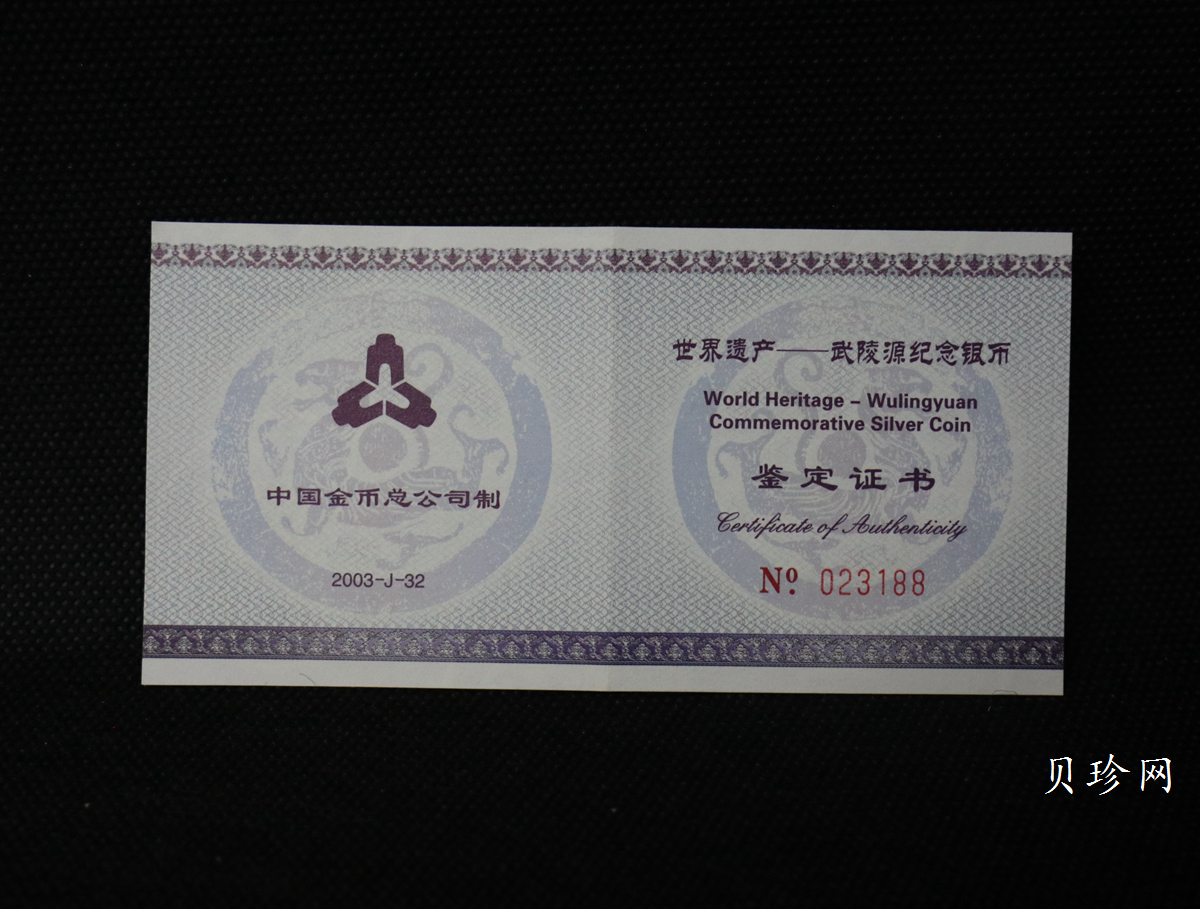 中国金币总公司制
2003-J-32
世界遗产——武陵源纪念银币
World Heritage – Wulingyuan
Commemorative Silver Coin
鉴定证书
Certificate of Authenticity
Nº 023188
贝珍网